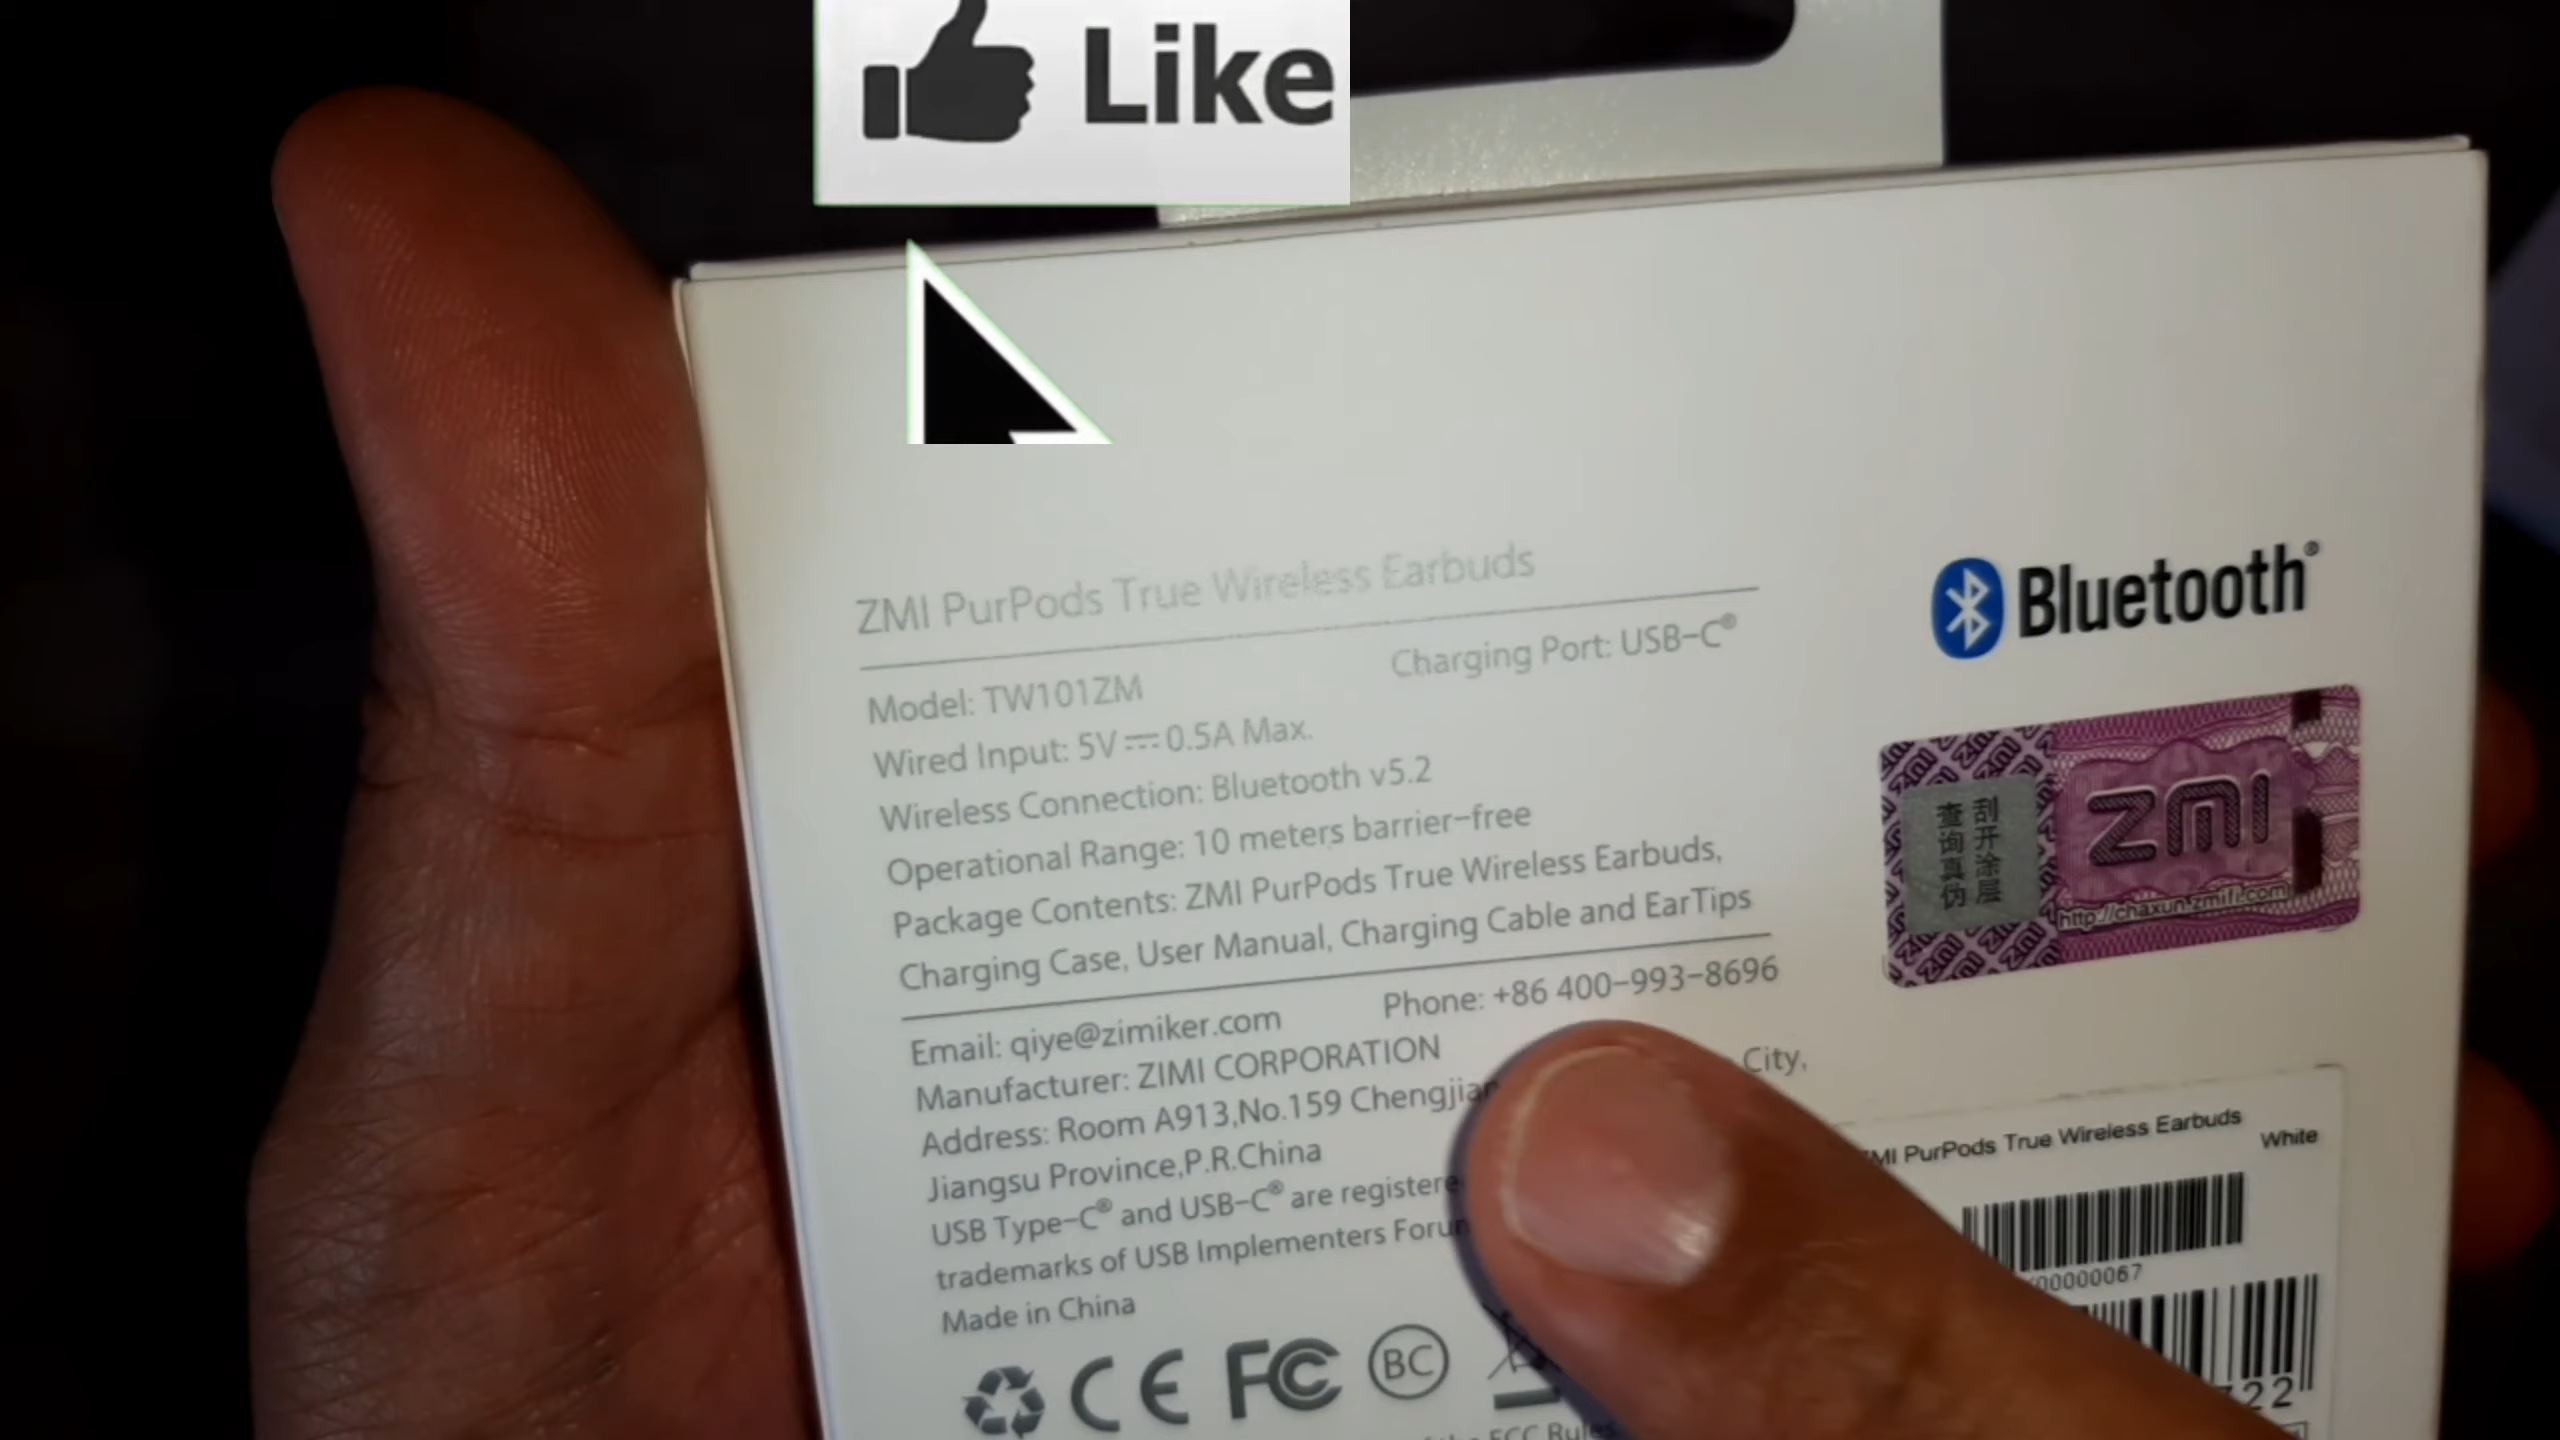 Like
ZMI PurPods True Wireless Earbuds
Model: TW101ZM
Charging Port: USB-C®
Wired Input: 5V⎓0.5A Max.
Wireless Connection: Bluetooth v5.2
Operational Range: 10 meters barrier-free
Package Contents: ZMI PurPods True Wireless Earbuds,
Charging Case, User Manual, Charging Cable and EarTips
Email: qiye@zimiker.com
Phone: +86 400-993-8696
Manufacturer: ZIMI CORPORATION
Address: Room A913,No.159 City,
Jiangsu Province,P.R.China
USB Type-C® and USB-C® are
trademarks of USB Implementers
Made in China
CE FC BC
FCC
Bluetooth®
刮开涂层
查询真伪
ZMI
http://chaxun.zmifi.com
PurPods True Wireless Earbuds
White